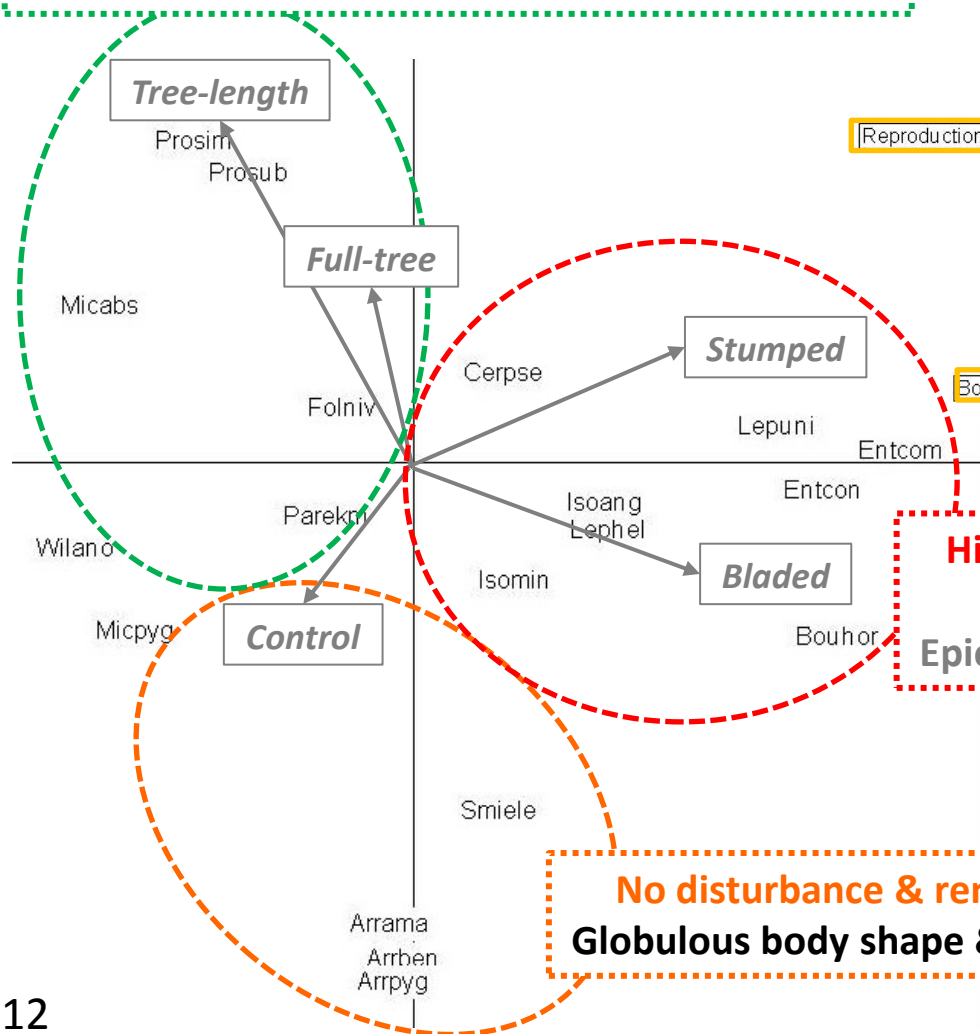 Tree-length
Prosim
Reproduction
Prosub
Full-tree
Micabs
Stumped
Cerpse
Folniv
Lepuni
Entcom
Entcon
Isoang
Parekm
Lephel
Wilano
Isomin
Bladed
Micpyg
Control
Bouhor
Smiele
No disturbance &
Globulous body shape &
Arrama
Arrben
Arrpyg
12